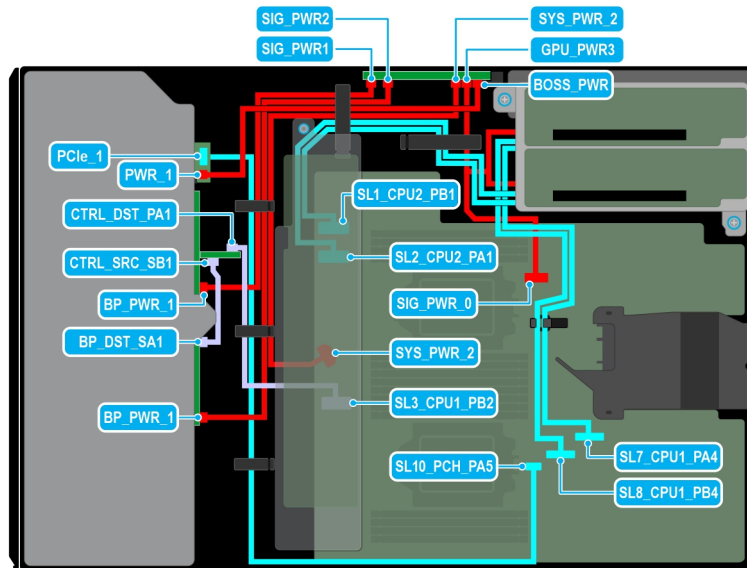 SIG_PWR2
SYS_PWR_2
SIG_PWR1
GPU_PWR3
BOSS_PWR
PCIe_1
PWR_1
SL1_CPU2_PB1
CTRL_DST_PA1
SL2_CPU2_PA1
CTRL_SRC_SB1
BP_PWR_1
SIG_PWR_0
BP_DST_SA1
SYS_PWR_2
SL3_CPU1_PB2
BP_PWR_1
SL7_CPU1_PA4
SL10_PCH_PA5
SL8_CPU1_PB4